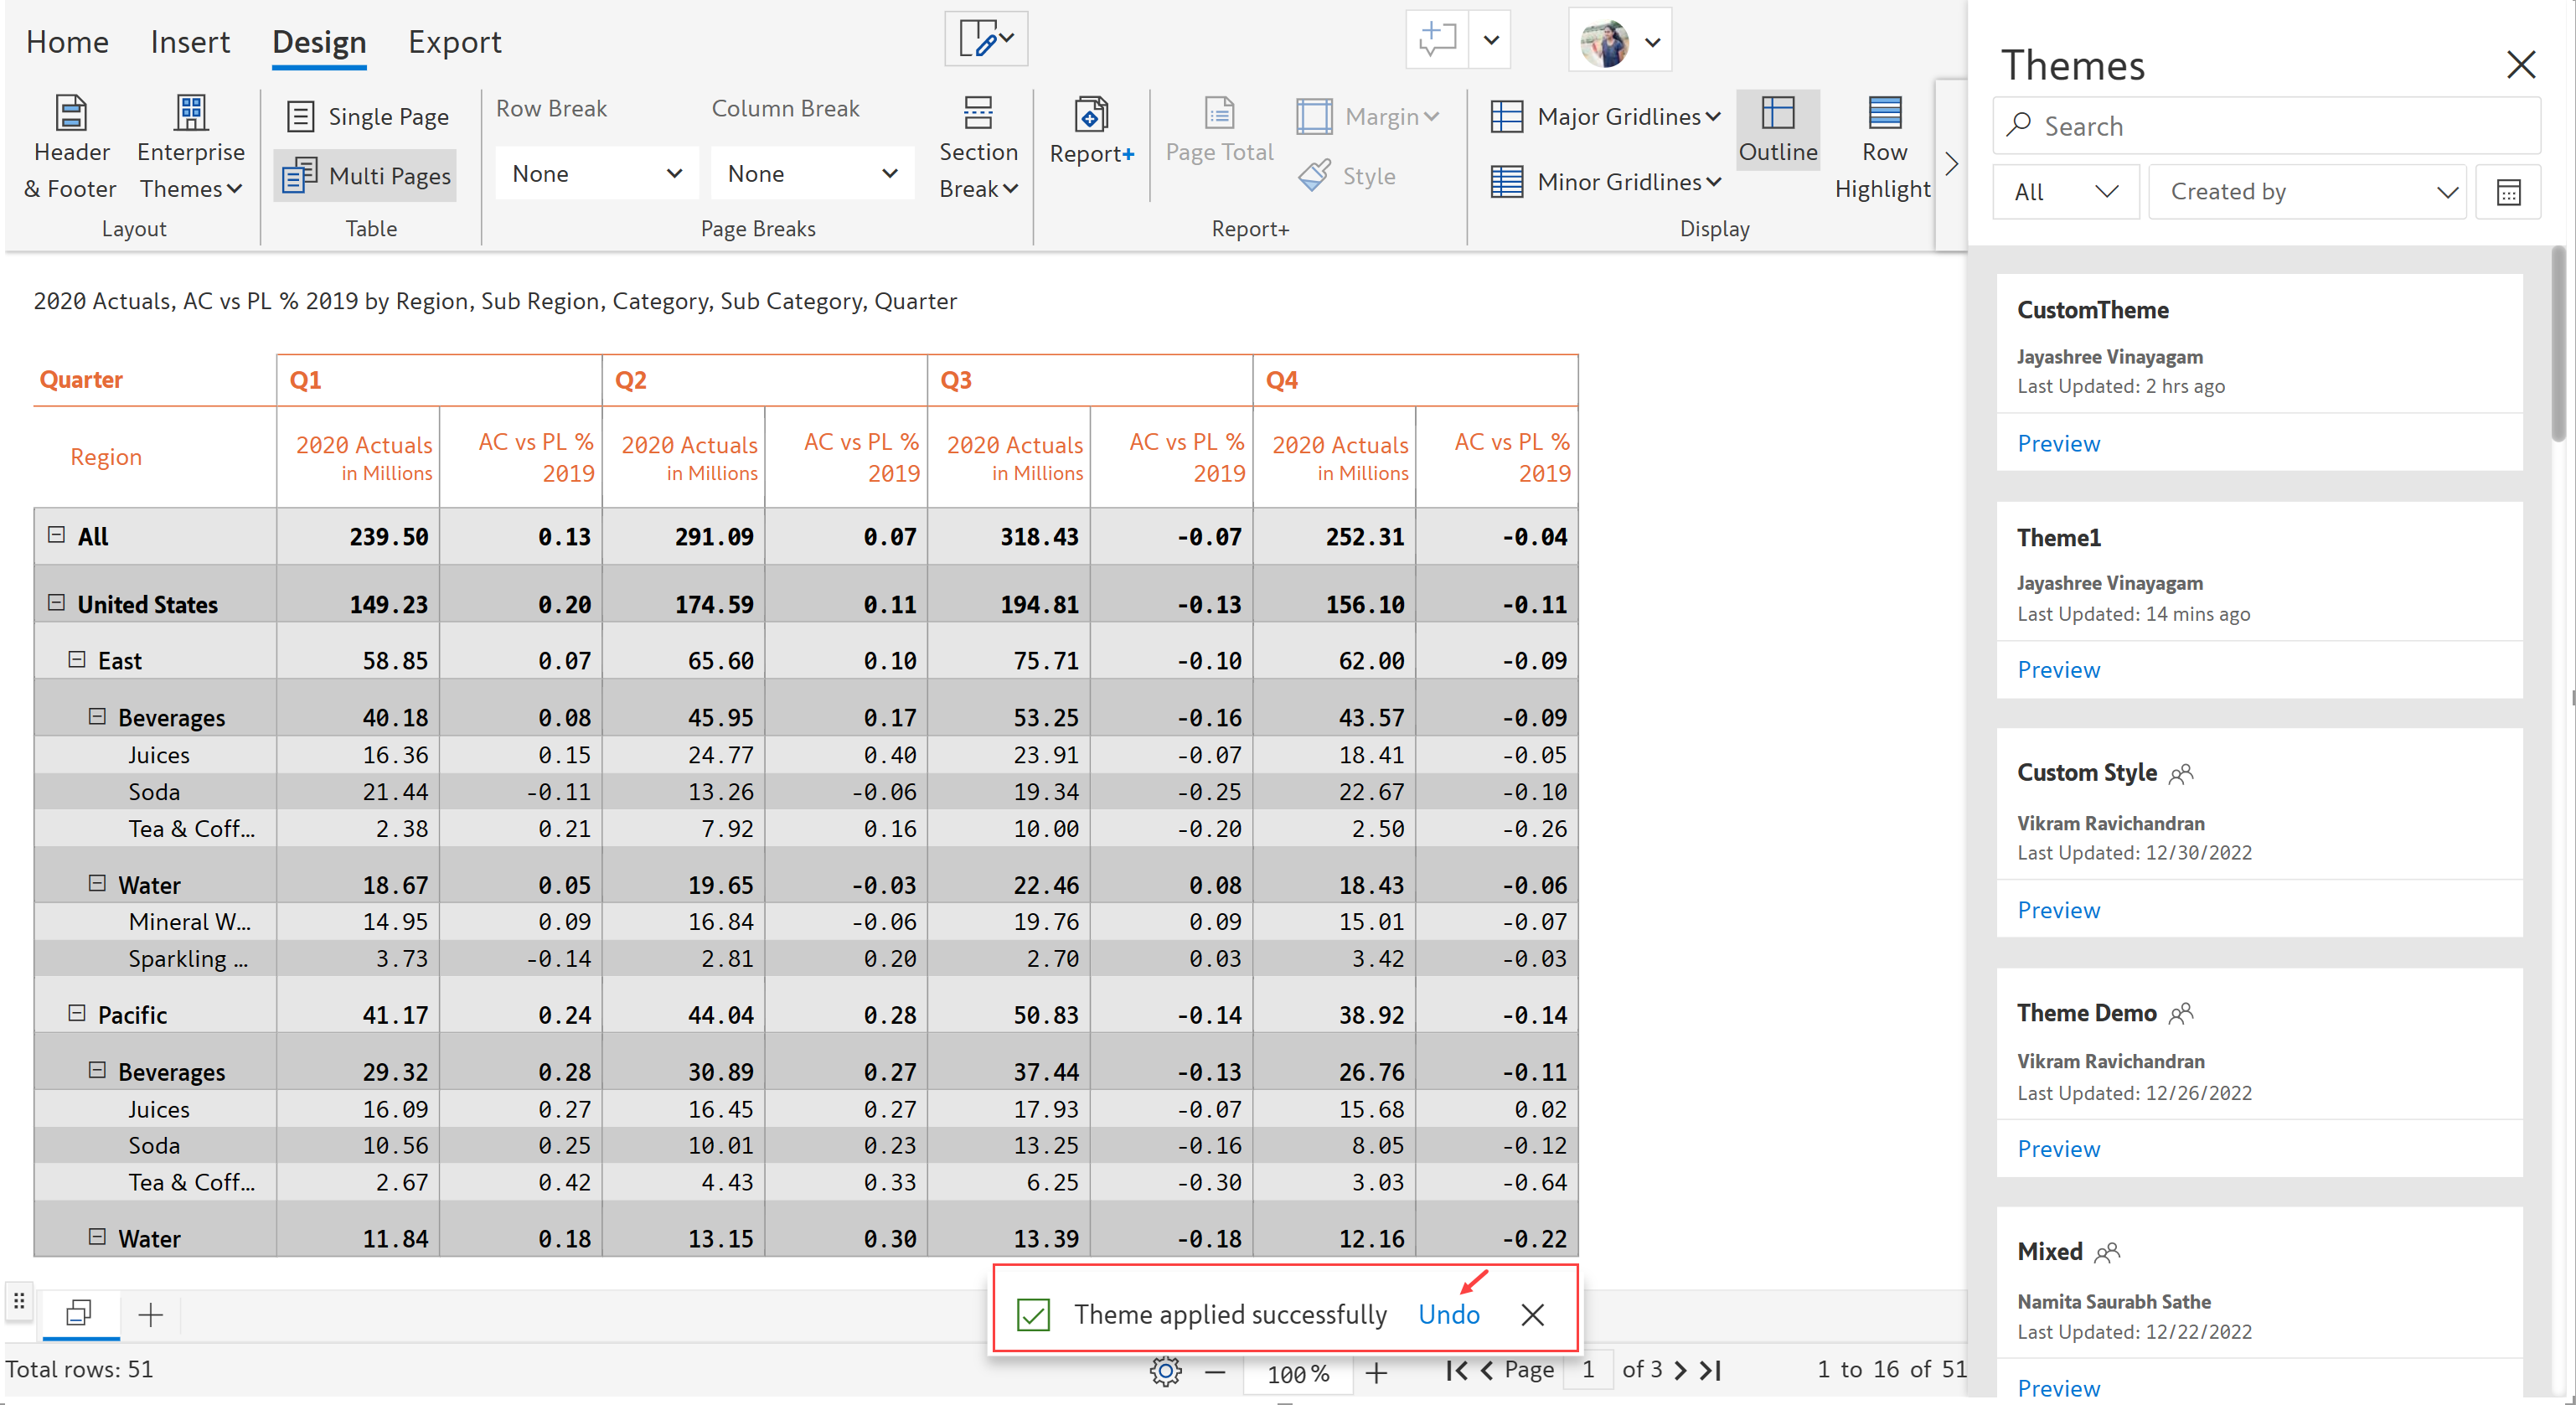 Home Insert Design Export
Header & Footer
Enterprise Themes
Layout
Single Page
Multi Pages
Table
Row Break
None
Column Break
None
Section Break
Page Breaks
Report+
Page Total
Margin
Style
Report+
Major Gridlines
Minor Gridlines
Outline
Row Highlight
Display
2020 Actuals, AC vs PL % 2019 by Region, Sub Region, Category, Sub Category, Quarter
Quarter Q1 Q2 Q3 Q4
Region 2020 Actuals in Millions AC vs PL % 2019 2020 Actuals in Millions AC vs PL % 2019 2020 Actuals in Millions AC vs PL % 2019 2020 Actuals in Millions AC vs PL % 2019
All 239.50 0.13 291.09 0.07 318.43 -0.07 252.31 -0.04
United States 149.23 0.20 174.59 0.11 194.81 -0.13 156.10 -0.11
East 58.85 0.07 65.60 0.10 75.71 -0.10 62.00 -0.09
Beverages 40.18 0.08 45.95 0.17 53.25 -0.16 43.57 -0.09
Juices 16.36 0.15 24.77 0.40 23.91 -0.07 18.41 -0.05
Soda 21.44 -0.11 13.26 -0.06 19.34 -0.25 22.67 -0.10
Tea & Coff... 2.38 0.21 7.92 0.16 10.00 -0.20 2.50 -0.26
Water 18.67 0.05 19.65 -0.03 22.46 0.08 18.43 -0.06
Mineral W... 14.95 0.09 16.84 -0.06 19.76 0.09 15.01 -0.07
Sparkling ... 3.73 -0.14 2.81 0.20 2.70 0.03 3.42 -0.03
Pacific 41.17 0.24 44.04 0.28 50.83 -0.14 38.92 -0.14
Beverages 29.32 0.28 30.89 0.27 37.44 -0.13 26.76 -0.11
Juices 16.09 0.27 16.45 0.27 17.93 -0.07 15.68 0.02
Soda 10.56 0.25 10.01 0.23 13.25 -0.16 8.05 -0.12
Tea & Coff... 2.67 0.42 4.43 0.33 6.25 -0.30 3.03 -0.64
Water 11.84 0.18 13.15 0.30 13.39 -0.18 12.16 -0.22
Theme applied successfully Undo
Total rows: 51
100 %
Page 1 of 3
1 to 16 of 51
Themes
Search
All
Created by
CustomTheme
Jayashree Vinayagam
Last Updated: 2 hrs ago
Preview
Theme1
Jayashree Vinayagam
Last Updated: 14 mins ago
Preview
Custom Style
Vikram Ravichandran
Last Updated: 12/30/2022
Preview
Theme Demo
Vikram Ravichandran
Last Updated: 12/26/2022
Preview
Mixed
Namita Saurabh Sathe
Last Updated: 12/22/2022
Preview